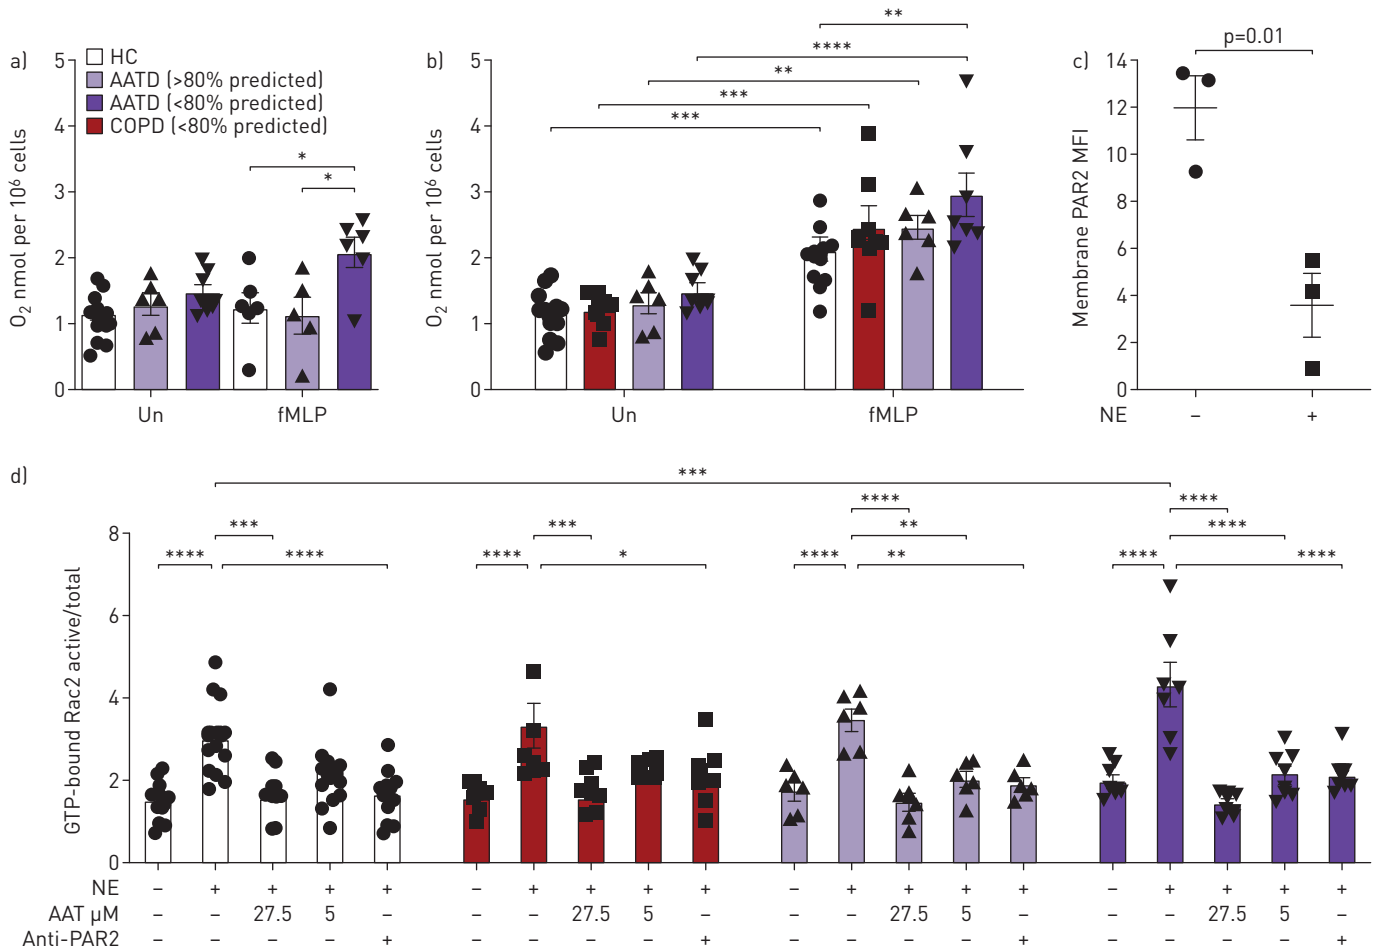 a)
HC
AATD (>80% predicted)
AATD (<80% predicted)
COPD (<80% predicted)
O2 nmol per 10⁶ cells
5
4
3
2
1
0
*
*
Un fMLP
b)
O2 nmol per 10⁶ cells
5
4
3
2
1
0
**
****
**
***
***
Un fMLP
c)
p=0.01
Membrane PAR2 MFI
14
12
10
8
6
4
2
0
NE – +
d)
GTP-bound Rac2 active/total
8
6
4
2
0
***
*** *** **** ****
** ****
**** **** **** * **** ** **** ****
NE – + + + + – + + + + – + + + + – + + + +
AAT µM – – 27.5 5 – – – 27.5 5 – – – 27.5 5 – – – 27.5 5 –
Anti-PAR2 – – – – + – – – – + – – – – + – – – – +